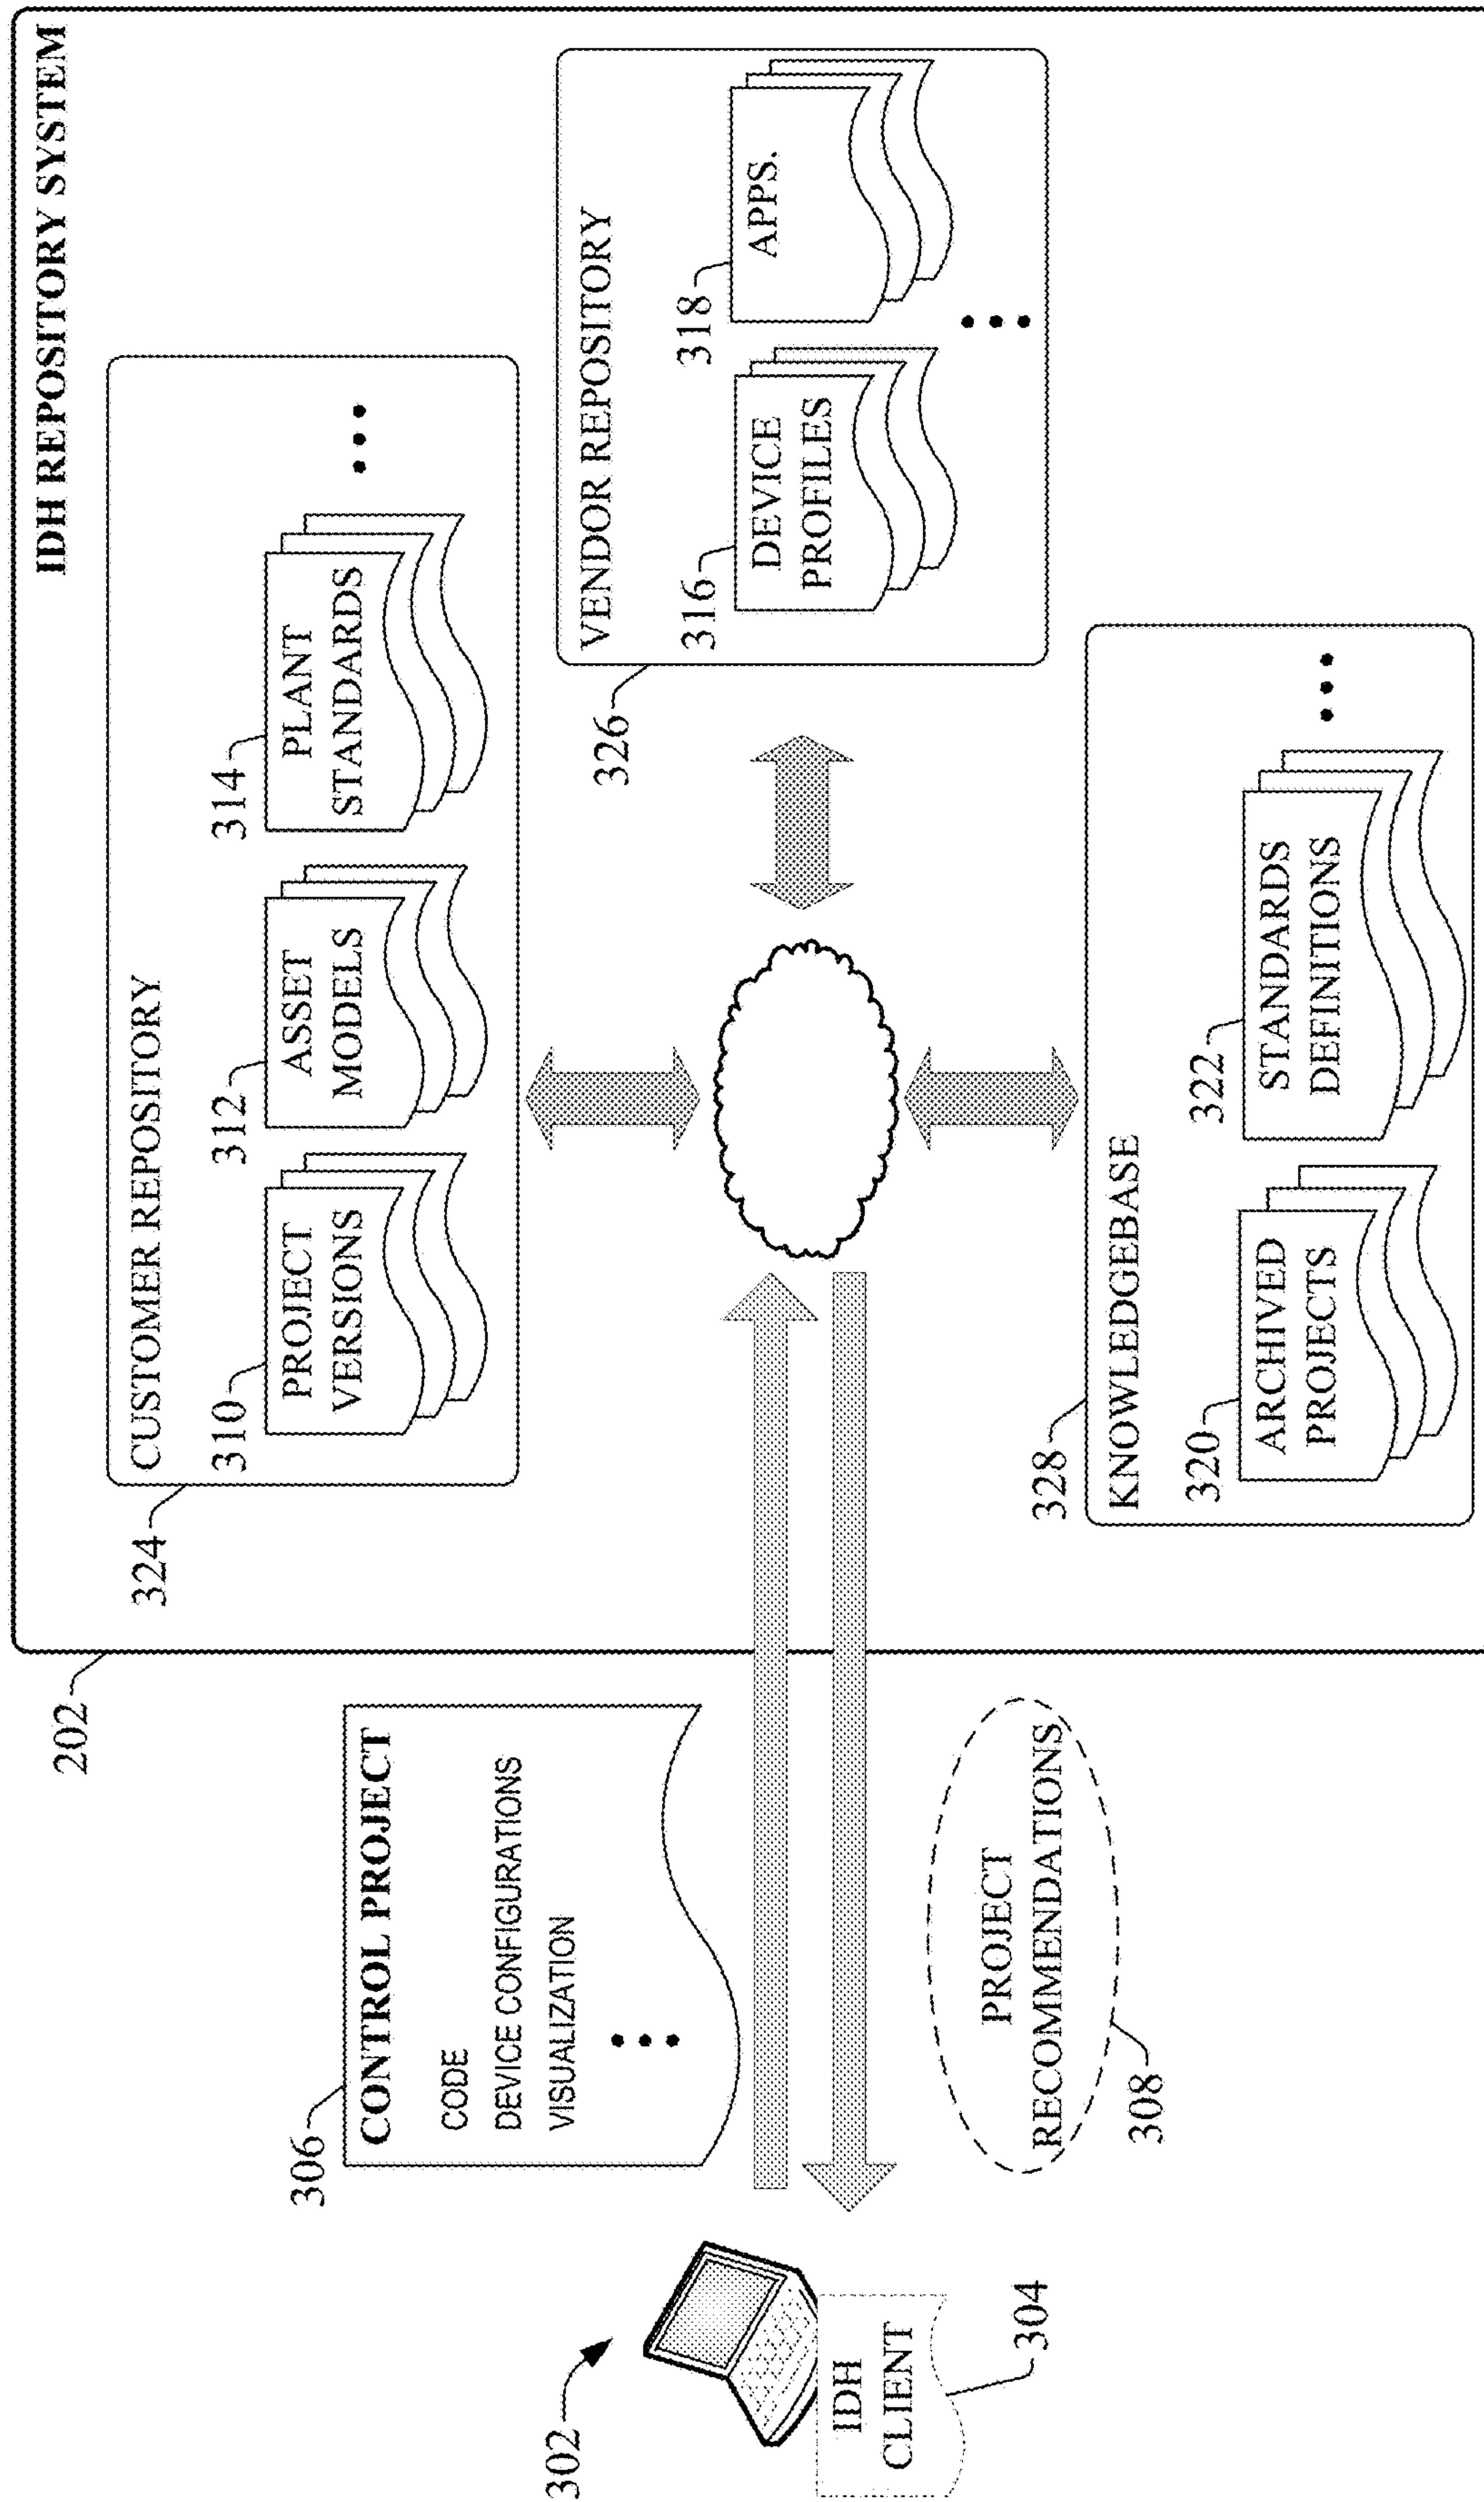 IDH REPOSITORY SYSTEM
202
324
CUSTOMER REPOSITORY
310
PROJECT
VERSIONS
312
ASSET
MODELS
314
PLANT
STANDARDS
• • •
326
VENDOR REPOSITORY
316
DEVICE
PROFILES
318
APPS.
• • •
328
KNOWLEDGEBASE
320
ARCHIVED
PROJECTS
322
STANDARDS
DEFINITIONS
• • •
306
CONTROL PROJECT
CODE
DEVICE CONFIGURATIONS
VISUALIZATION
• • •
302
IDH
CLIENT
304
PROJECT
RECOMMENDATIONS
308